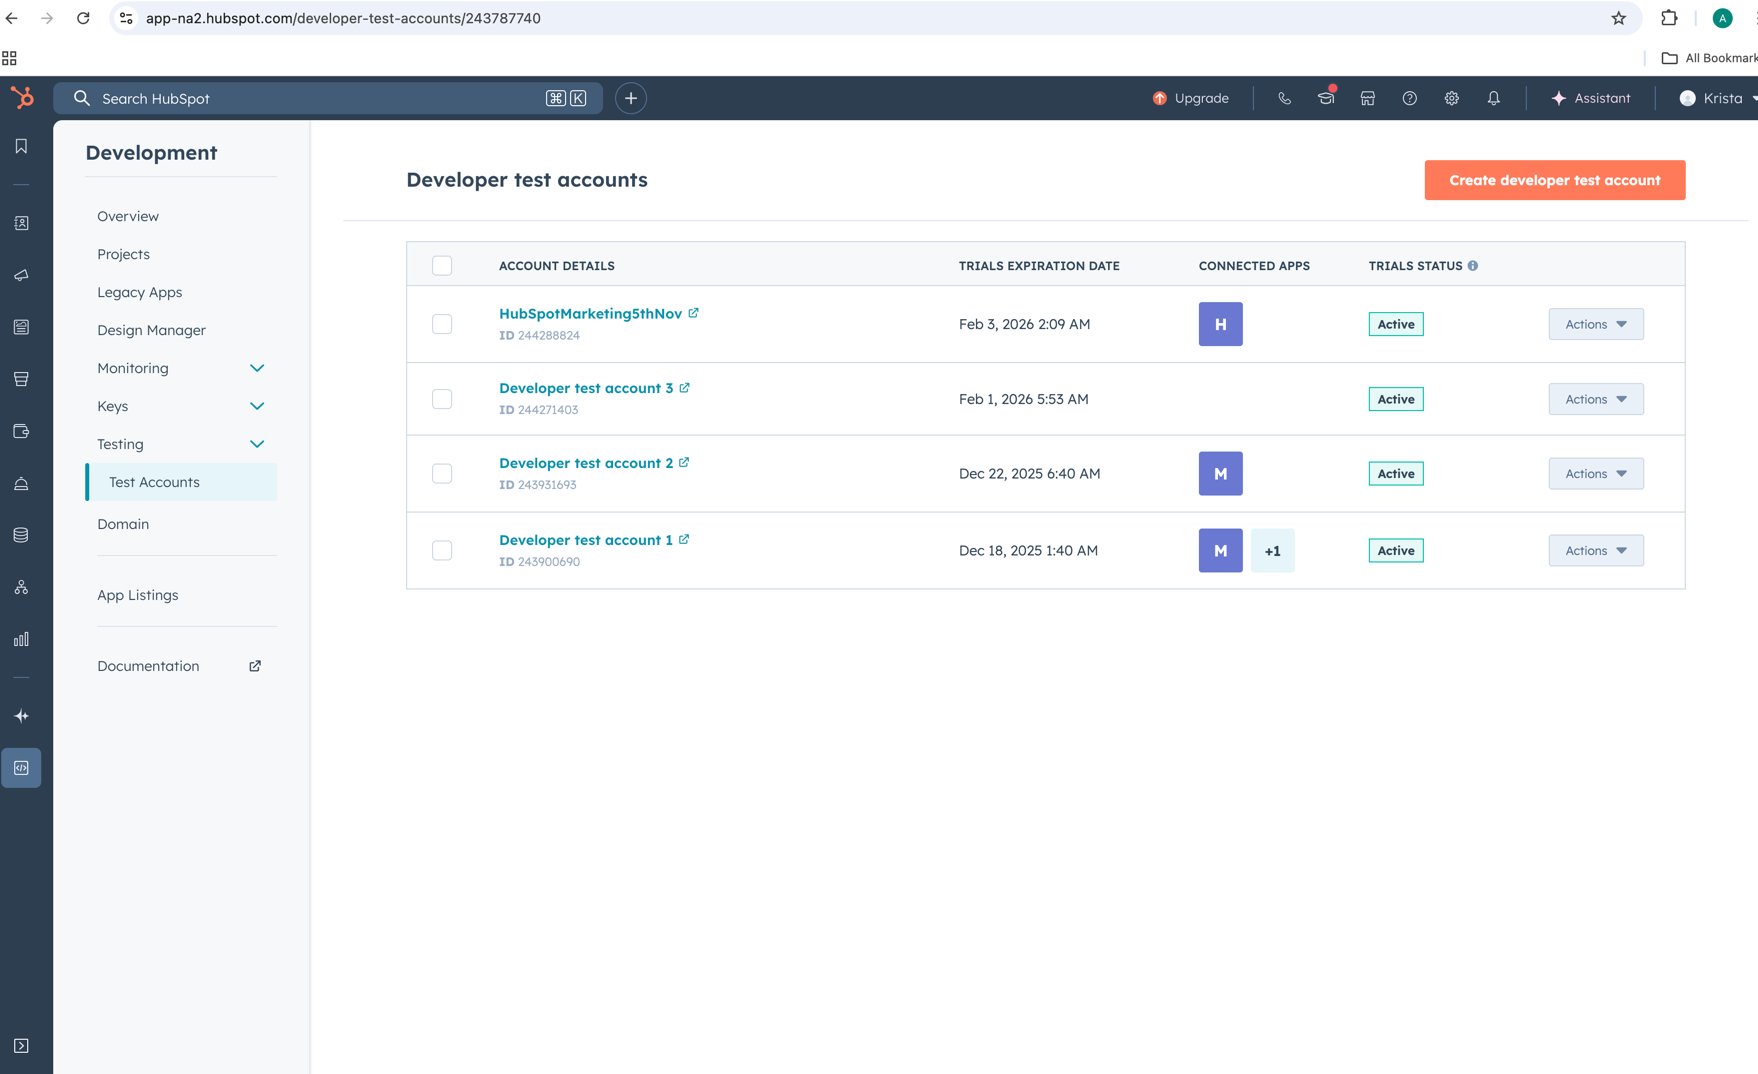 app-na2.hubspot.com/developer-test-accounts/243787740
A
All Bookmark
Search HubSpot
⌘ K
Upgrade
Assistant
Krista
Development
Overview
Projects
Legacy Apps
Design Manager
Monitoring
Keys
Testing
Test Accounts
Domain
App Listings
Documentation
Developer test accounts
Create developer test account
ACCOUNT DETAILS TRIALS EXPIRATION DATE CONNECTED APPS TRIALS STATUS
HubSpotMarketing5thNov
ID 244288824
Feb 3, 2026 2:09 AM H Active Actions
Developer test account 3
ID 244271403
Feb 1, 2026 5:53 AM Active Actions
Developer test account 2
ID 243931693
Dec 22, 2025 6:40 AM M Active Actions
Developer test account 1
ID 243900690
Dec 18, 2025 1:40 AM M +1 Active Actions